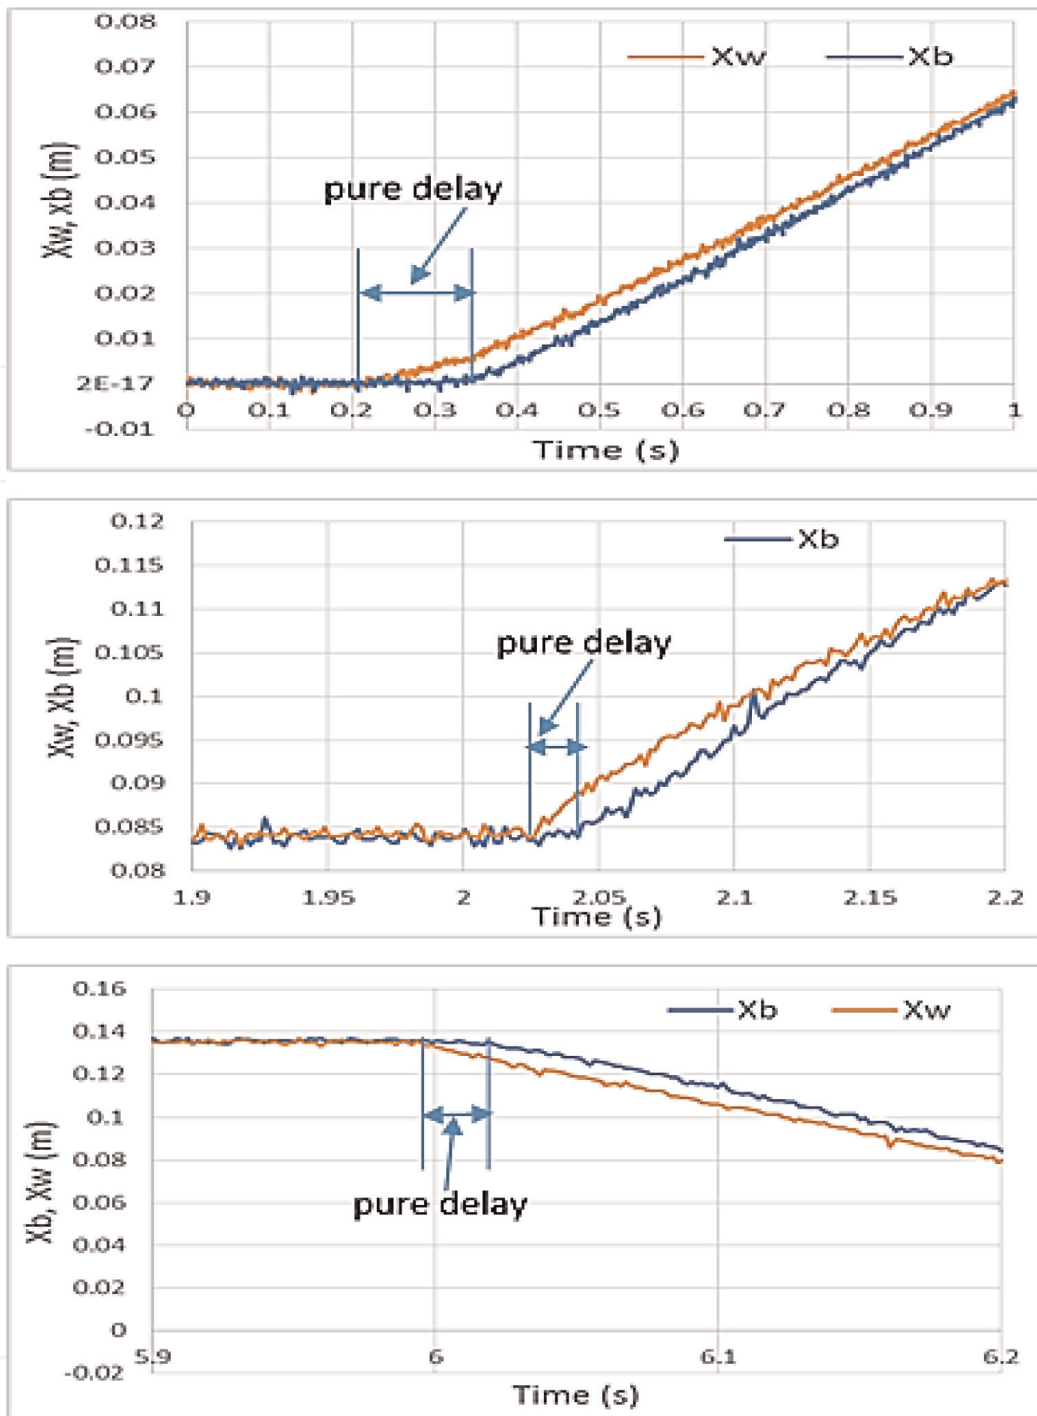 0.08
Xw Xb
0.07
0.06
0.05
pure delay
0.04
0.03
0.02
0.01
2E-17
-0.01
Xw, xb (m)
0 0.1 0.2 0.3 0.4 0.5 0.6 0.7 0.8 0.9 1
Time (s)
0.12
Xb
0.115
0.11
pure delay
0.105
0.1
0.095
0.09
0.085
0.08
Xw, Xb (m)
1.9 1.95 2 2.05 2.1 2.15 2.2
Time (s)
0.16
Xb Xw
0.14
0.12
0.1
0.08
pure delay
0.06
0.04
0.02
0
-0.02
Xb, Xw (m)
5.9 6 6.1 6.2
Time (s)